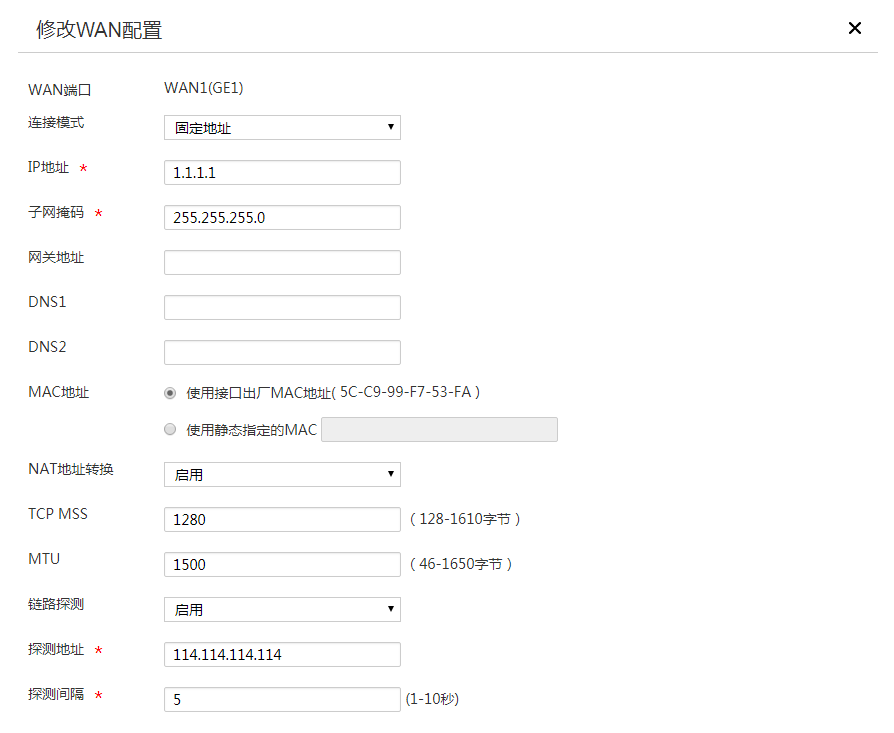 修改WAN配置
WAN端口 WAN1(GE1)
连接模式 固定地址
IP地址 * 1.1.1.1
子网掩码 * 255.255.255.0
网关地址
DNS1
DNS2
MAC地址 使用接口出厂MAC地址( 5C-C9-99-F7-53-FA )
使用静态指定的MAC
NAT地址转换 启用
TCP MSS 1280 ( 128-1610字节 )
MTU 1500 ( 46-1650字节 )
链路探测 启用
探测地址 * 114.114.114.114
探测间隔 * 5 (1-10秒)